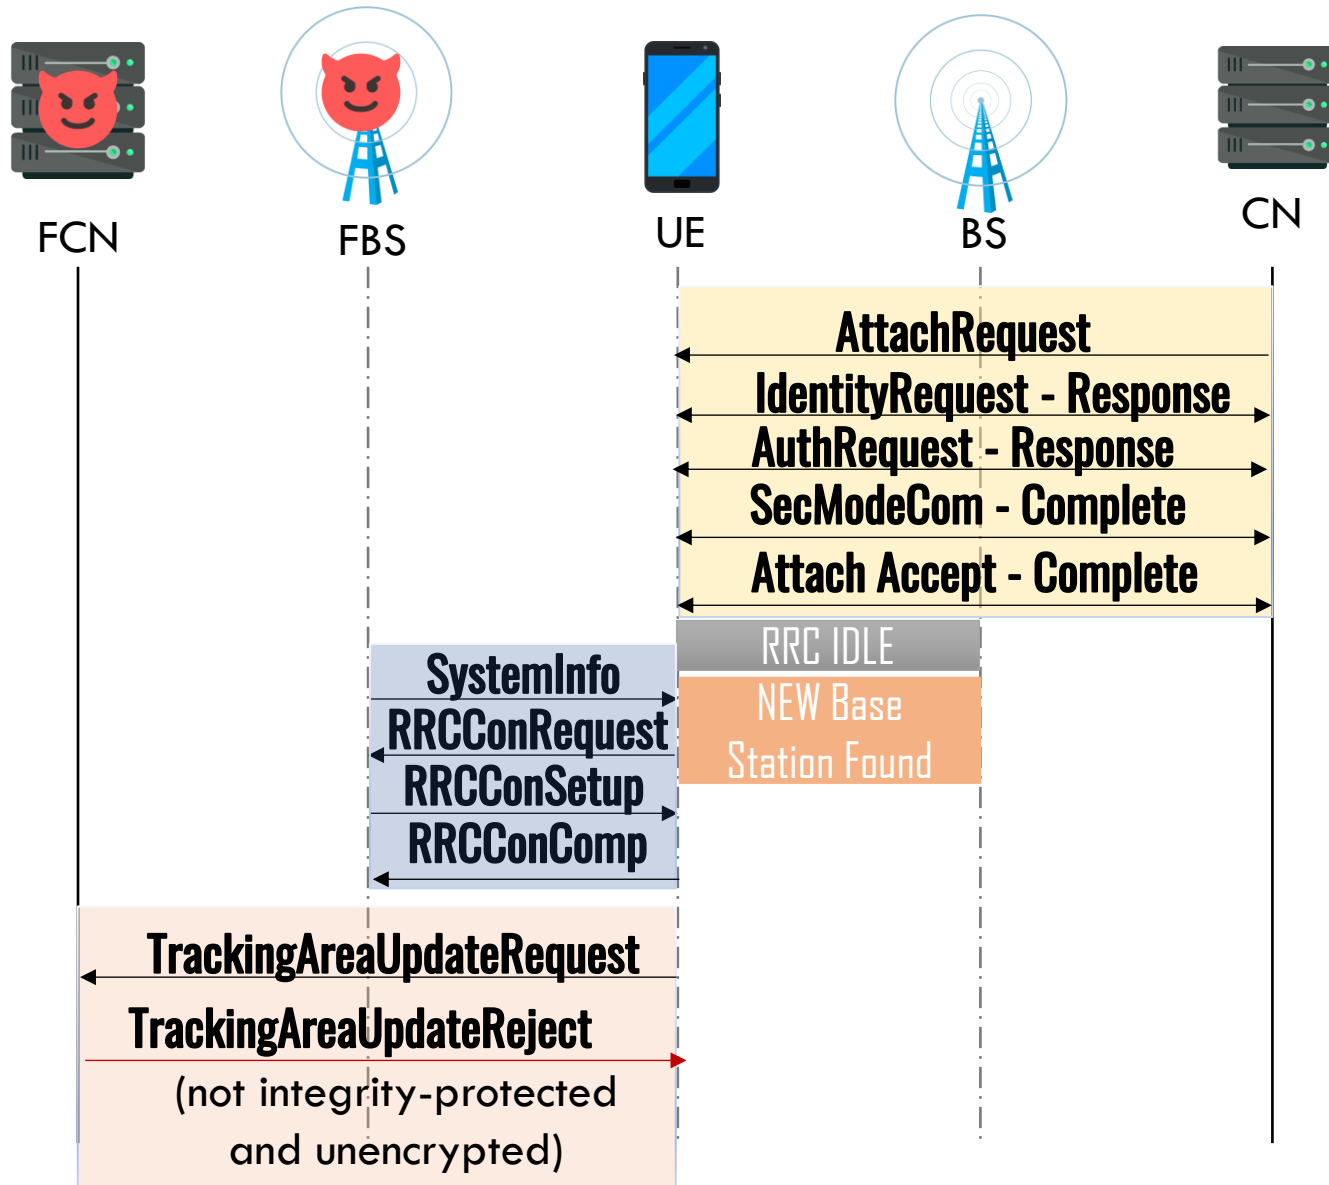 FCN
FBS
UE
BS
CN
AttachRequest
IdentityRequest - Response
AuthRequest - Response
SecModeCom - Complete
Attach Accept - Complete
RRC IDLE
NEW Base
Station Found
SystemInfo
RRCConRequest
RRCConSetup
RRCConComp
TrackingAreaUpdateRequest
TrackingAreaUpdateReject
(not integrity-protected
and unencrypted)